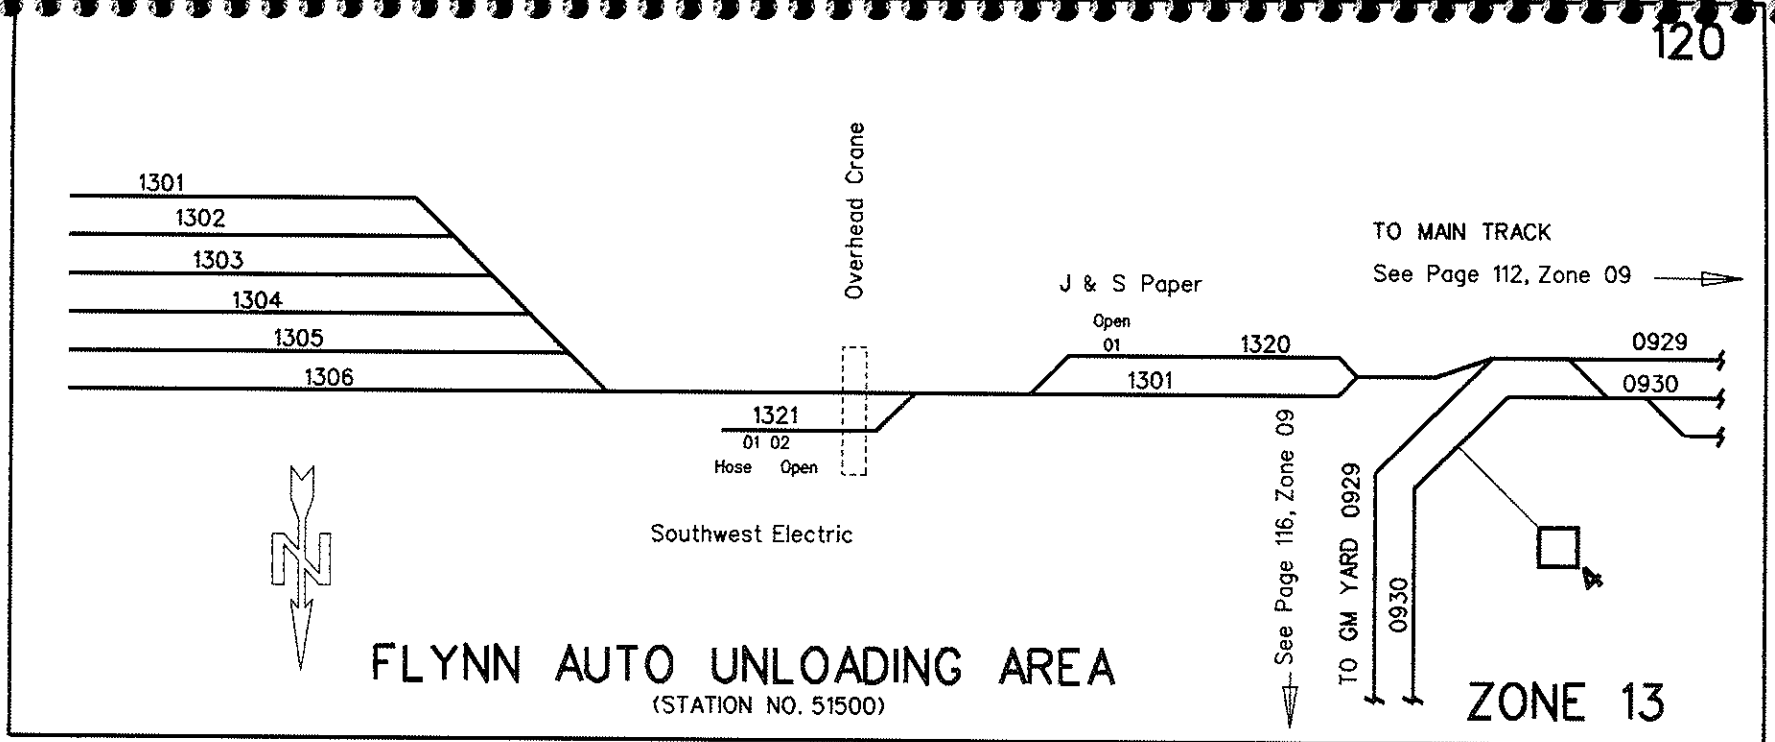 120
1301
1302
1303
1304
1305
1306
Overhead Crane
1321
01 02
Hose Open
Southwest Electric
J & S Paper
Open
01
1320
1301
TO MAIN TRACK
See Page 112, Zone 09
0929
0930
See Page 116, Zone 09
TO GM YARD 0929
0930
4
N
FLYNN AUTO UNLOADING AREA
(STATION NO. 51500)
ZONE 13